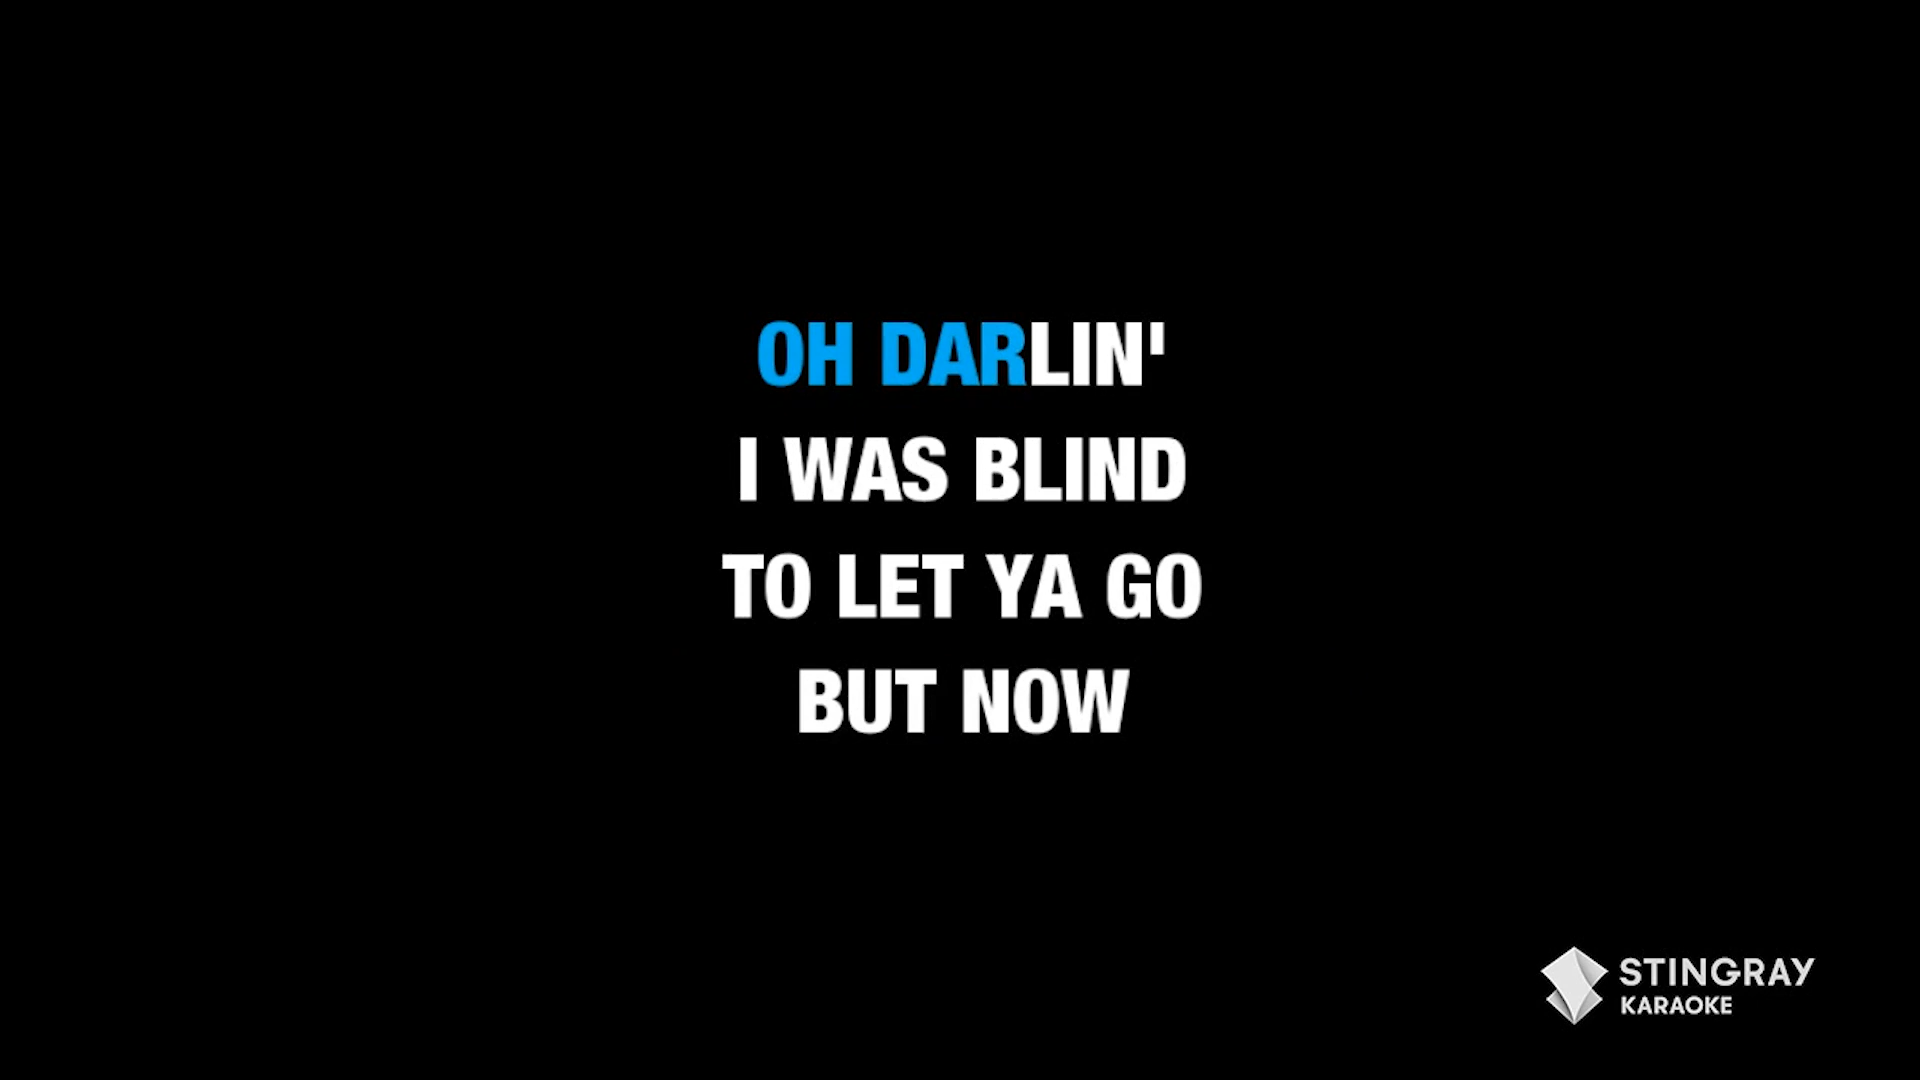 OH DARLIN'
I WAS BLIND
TO LET YA GO
BUT NOW
STINGRAY
KARAOKE